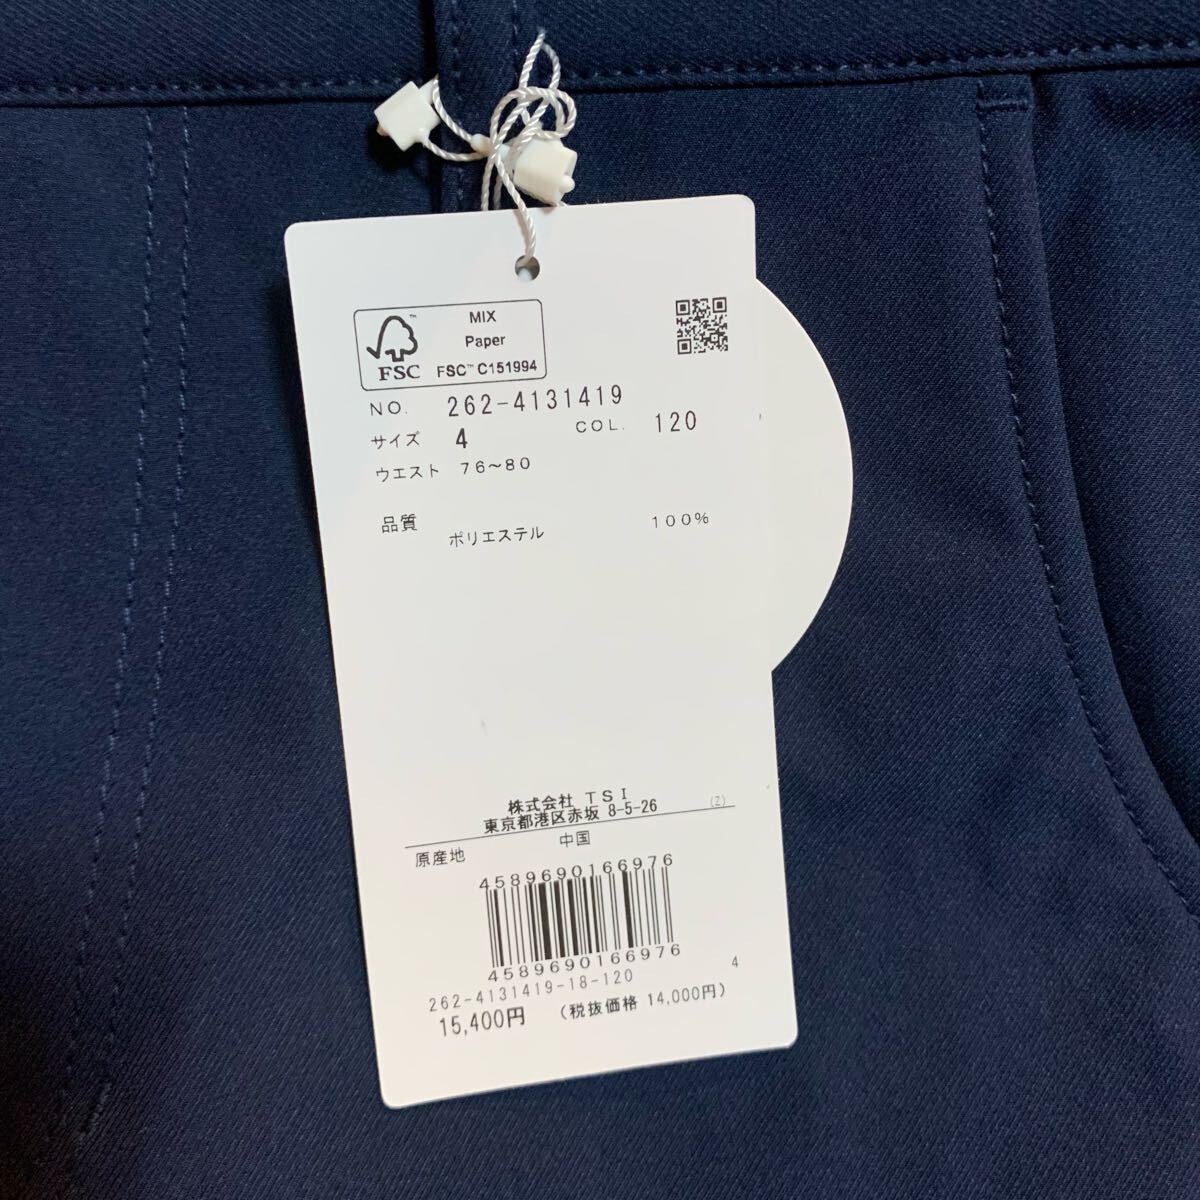 MIX
Paper
FSC™ C151994
FSC
NO. 262-4131419
サイズ 4 COL. 120
ウエスト 76~80
品質
ポリエステル 100%
株式会社 TSI
東京都港区赤坂 8-5-26 (Z)
原産地 中国
4589690166976
4589690166976
262-4131419-18-120 4
15,400円 (税抜価格 14,000円)